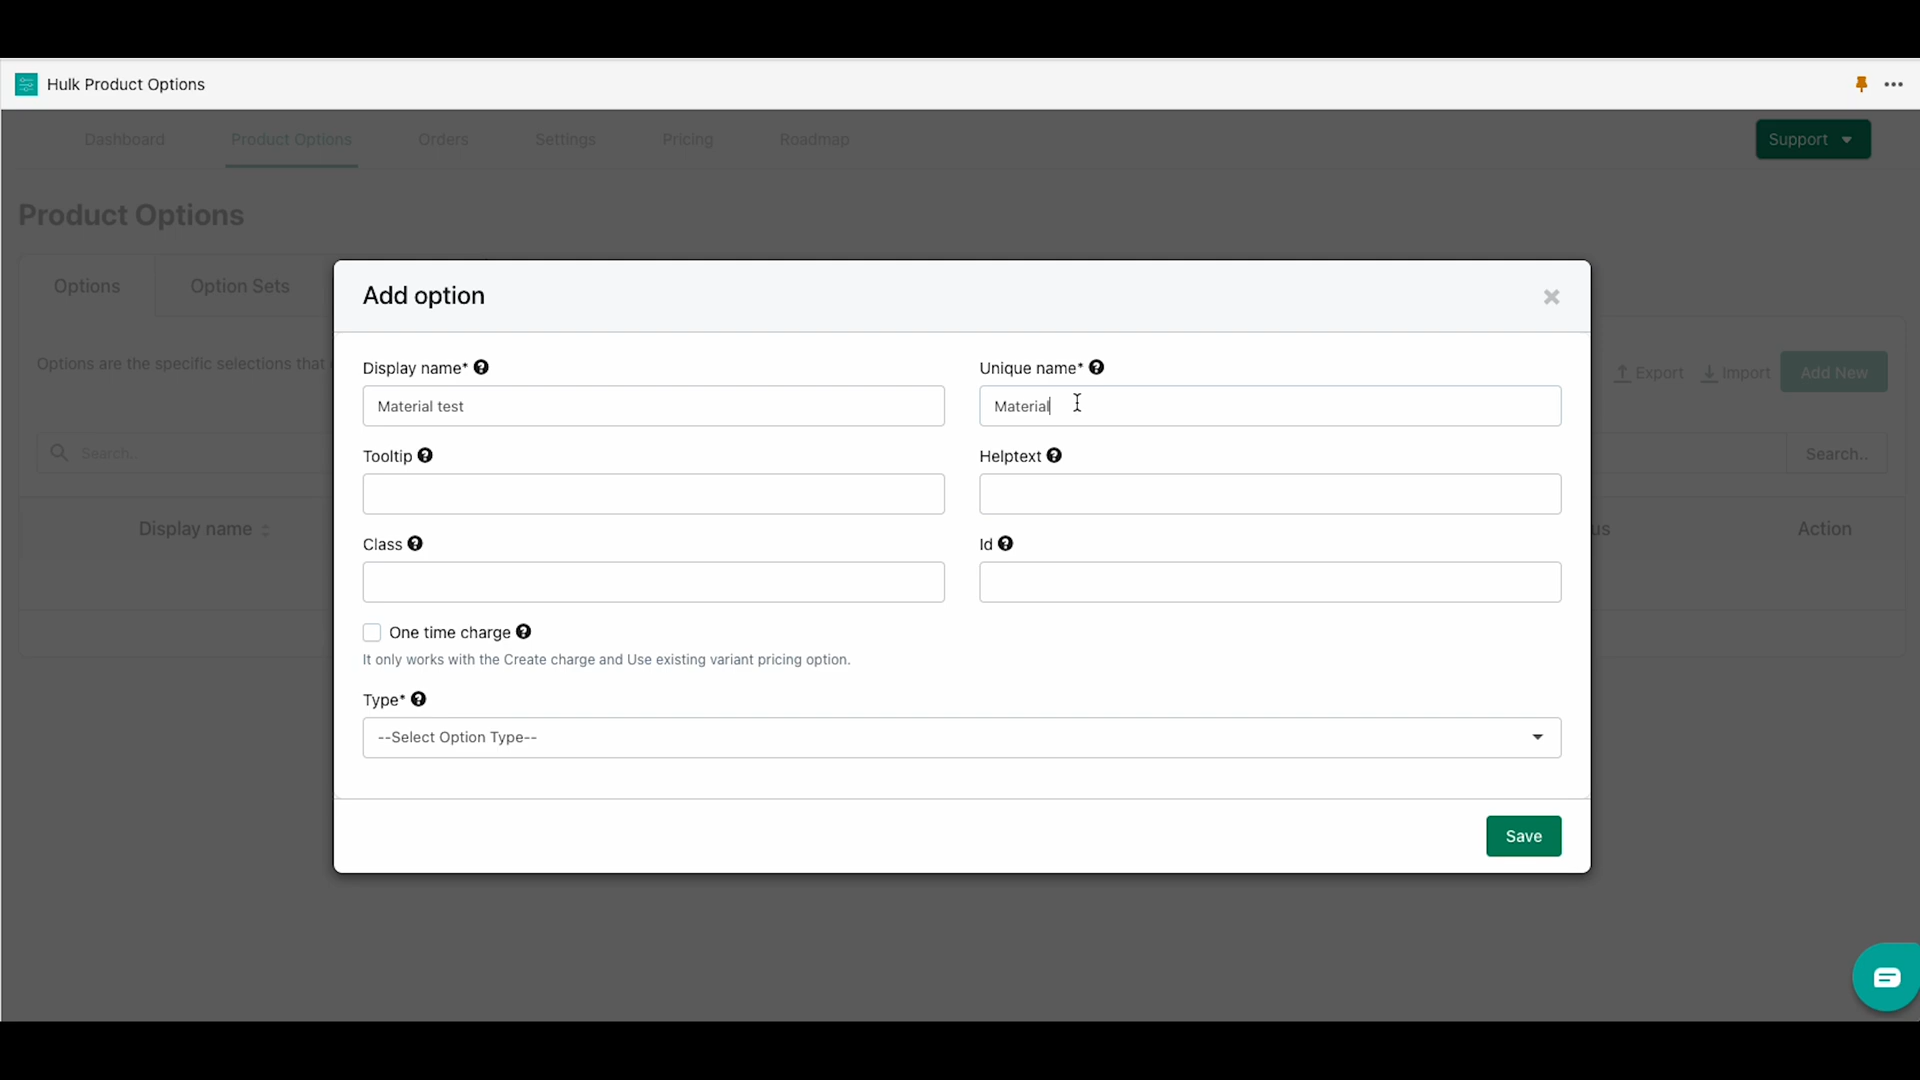 Hulk Product Options
Dashboard Product Options Orders Settings Pricing Roadmap Support
Product Options
Options Option Sets
Add option
Options are the specific selections that
Export Import Add New
Display name* Unique name*
Material test Material
Search.. Search..
Tooltip Helptext
Display name us Action
Class Id
One time charge
It only works with the Create charge and Use existing variant pricing option.
Type*
--Select Option Type--
Save